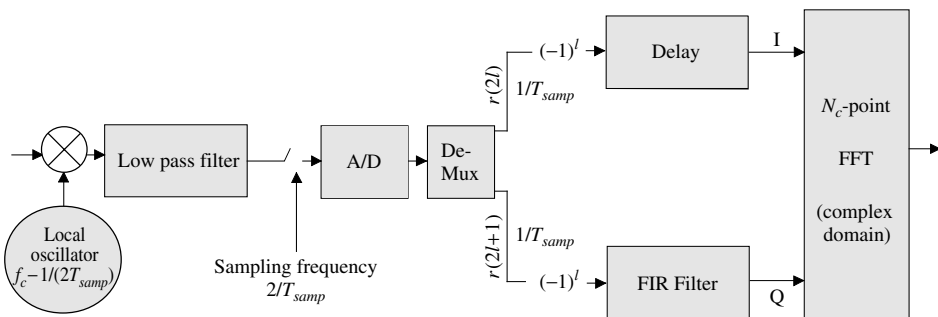 Local
oscillator
f_c−1/(2T_samp)
Low pass filter
Sampling frequency
2/T_samp
A/D
De-
Mux
r(2l)
1/T_samp
(−1)^l
Delay
I
r(2l+1)
1/T_samp
(−1)^l
FIR Filter
Q
N_c-point
FFT
(complex
domain)